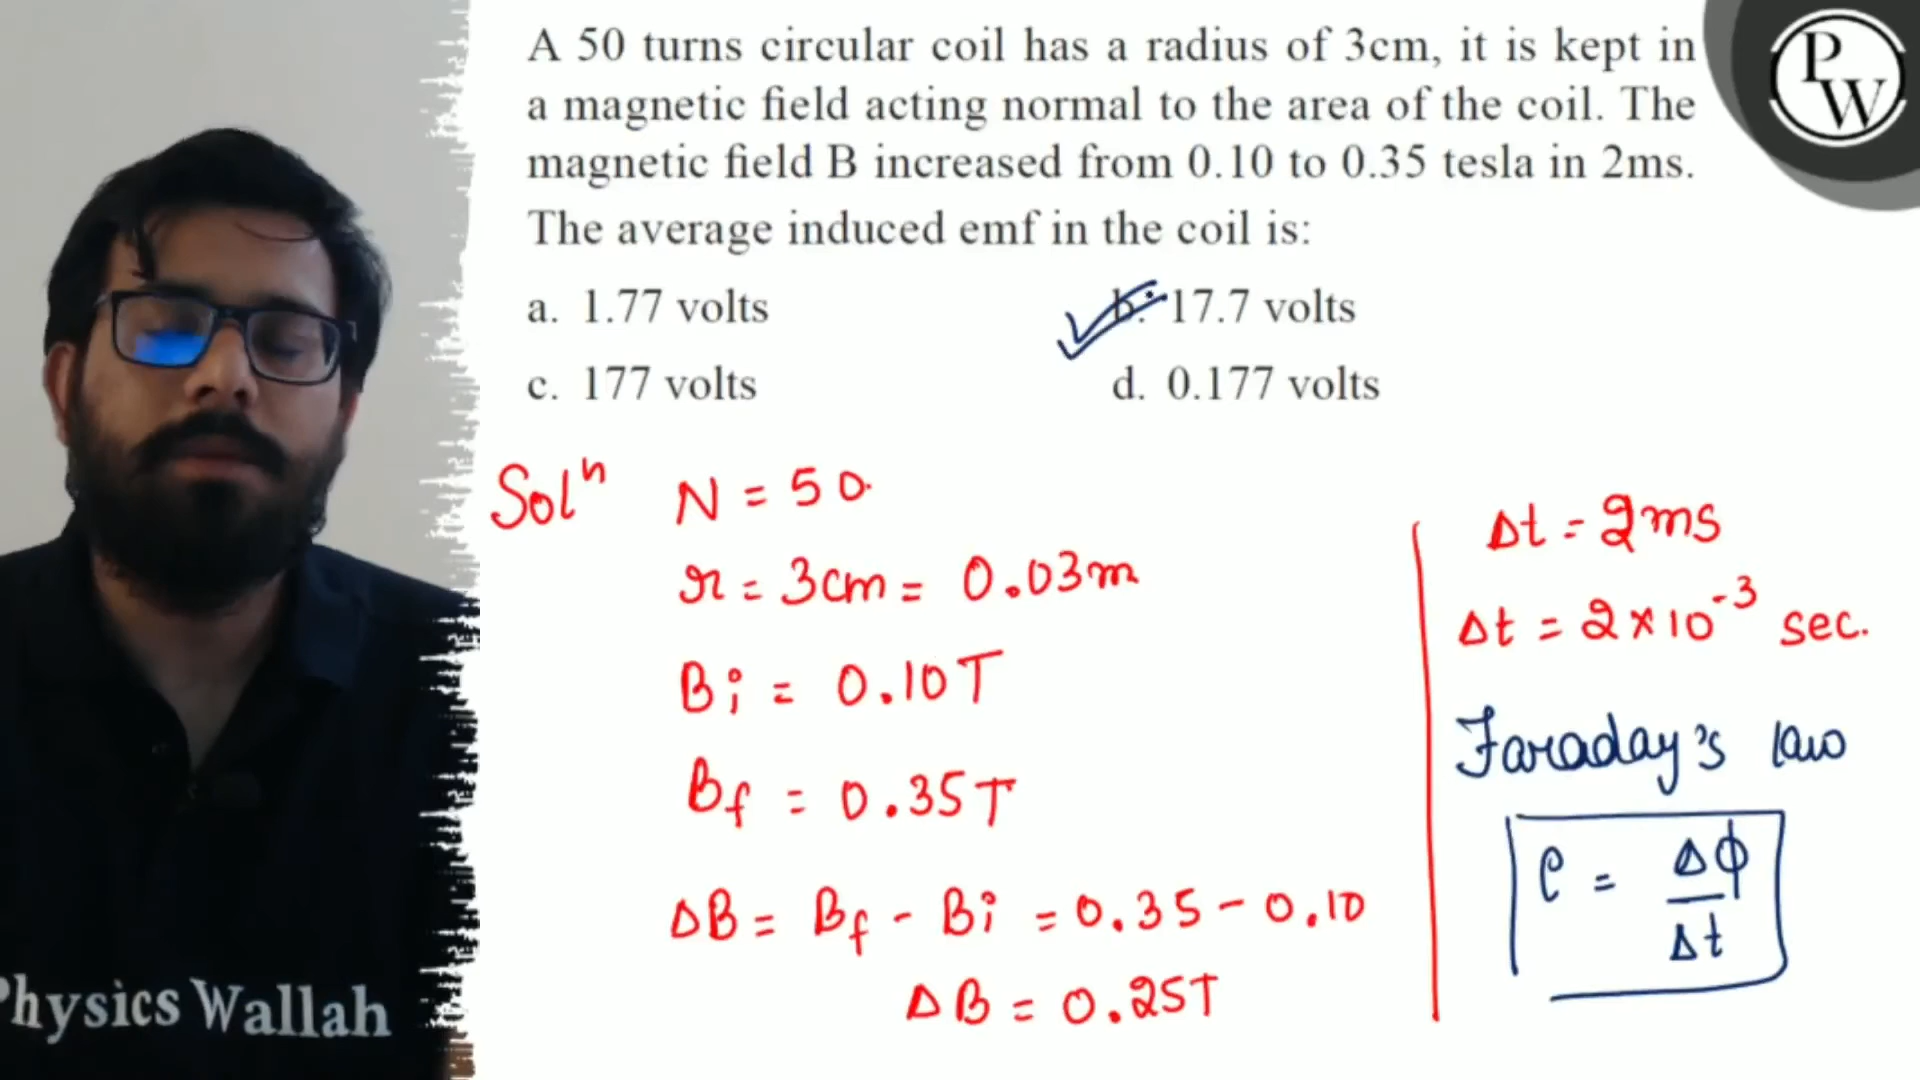 A 50 turns circular coil has a radius of 3cm, it is kept in
a magnetic field acting normal to the area of the coil. The
magnetic field B increased from 0.10 to 0.35 tesla in 2ms.
The average induced emf in the coil is:
a. 1.77 volts
b. 17.7 volts
c. 177 volts
d. 0.177 volts
PW
Solⁿ N = 50
r = 3cm = 0.03m
Bi = 0.10T
Bf = 0.35T
ΔB = Bf - Bi = 0.35 - 0.10
ΔB = 0.25T
Δt = 2ms
Δt = 2×10⁻³ sec.
Faraday's law
e = Δϕ/Δt
Physics Wallah